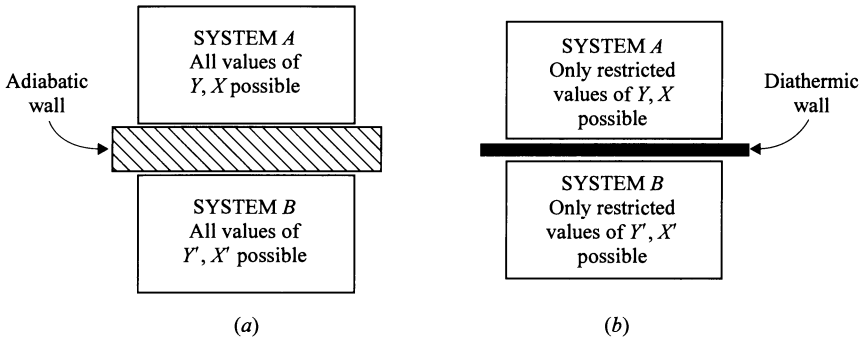 SYSTEM A
All values of
Y, X possible
Adiabatic
wall
SYSTEM B
All values of
Y′, X′ possible
(a)
SYSTEM A
Only restricted
values of Y, X
possible
Diathermic
wall
SYSTEM B
Only restricted
values of Y′, X′
possible
(b)